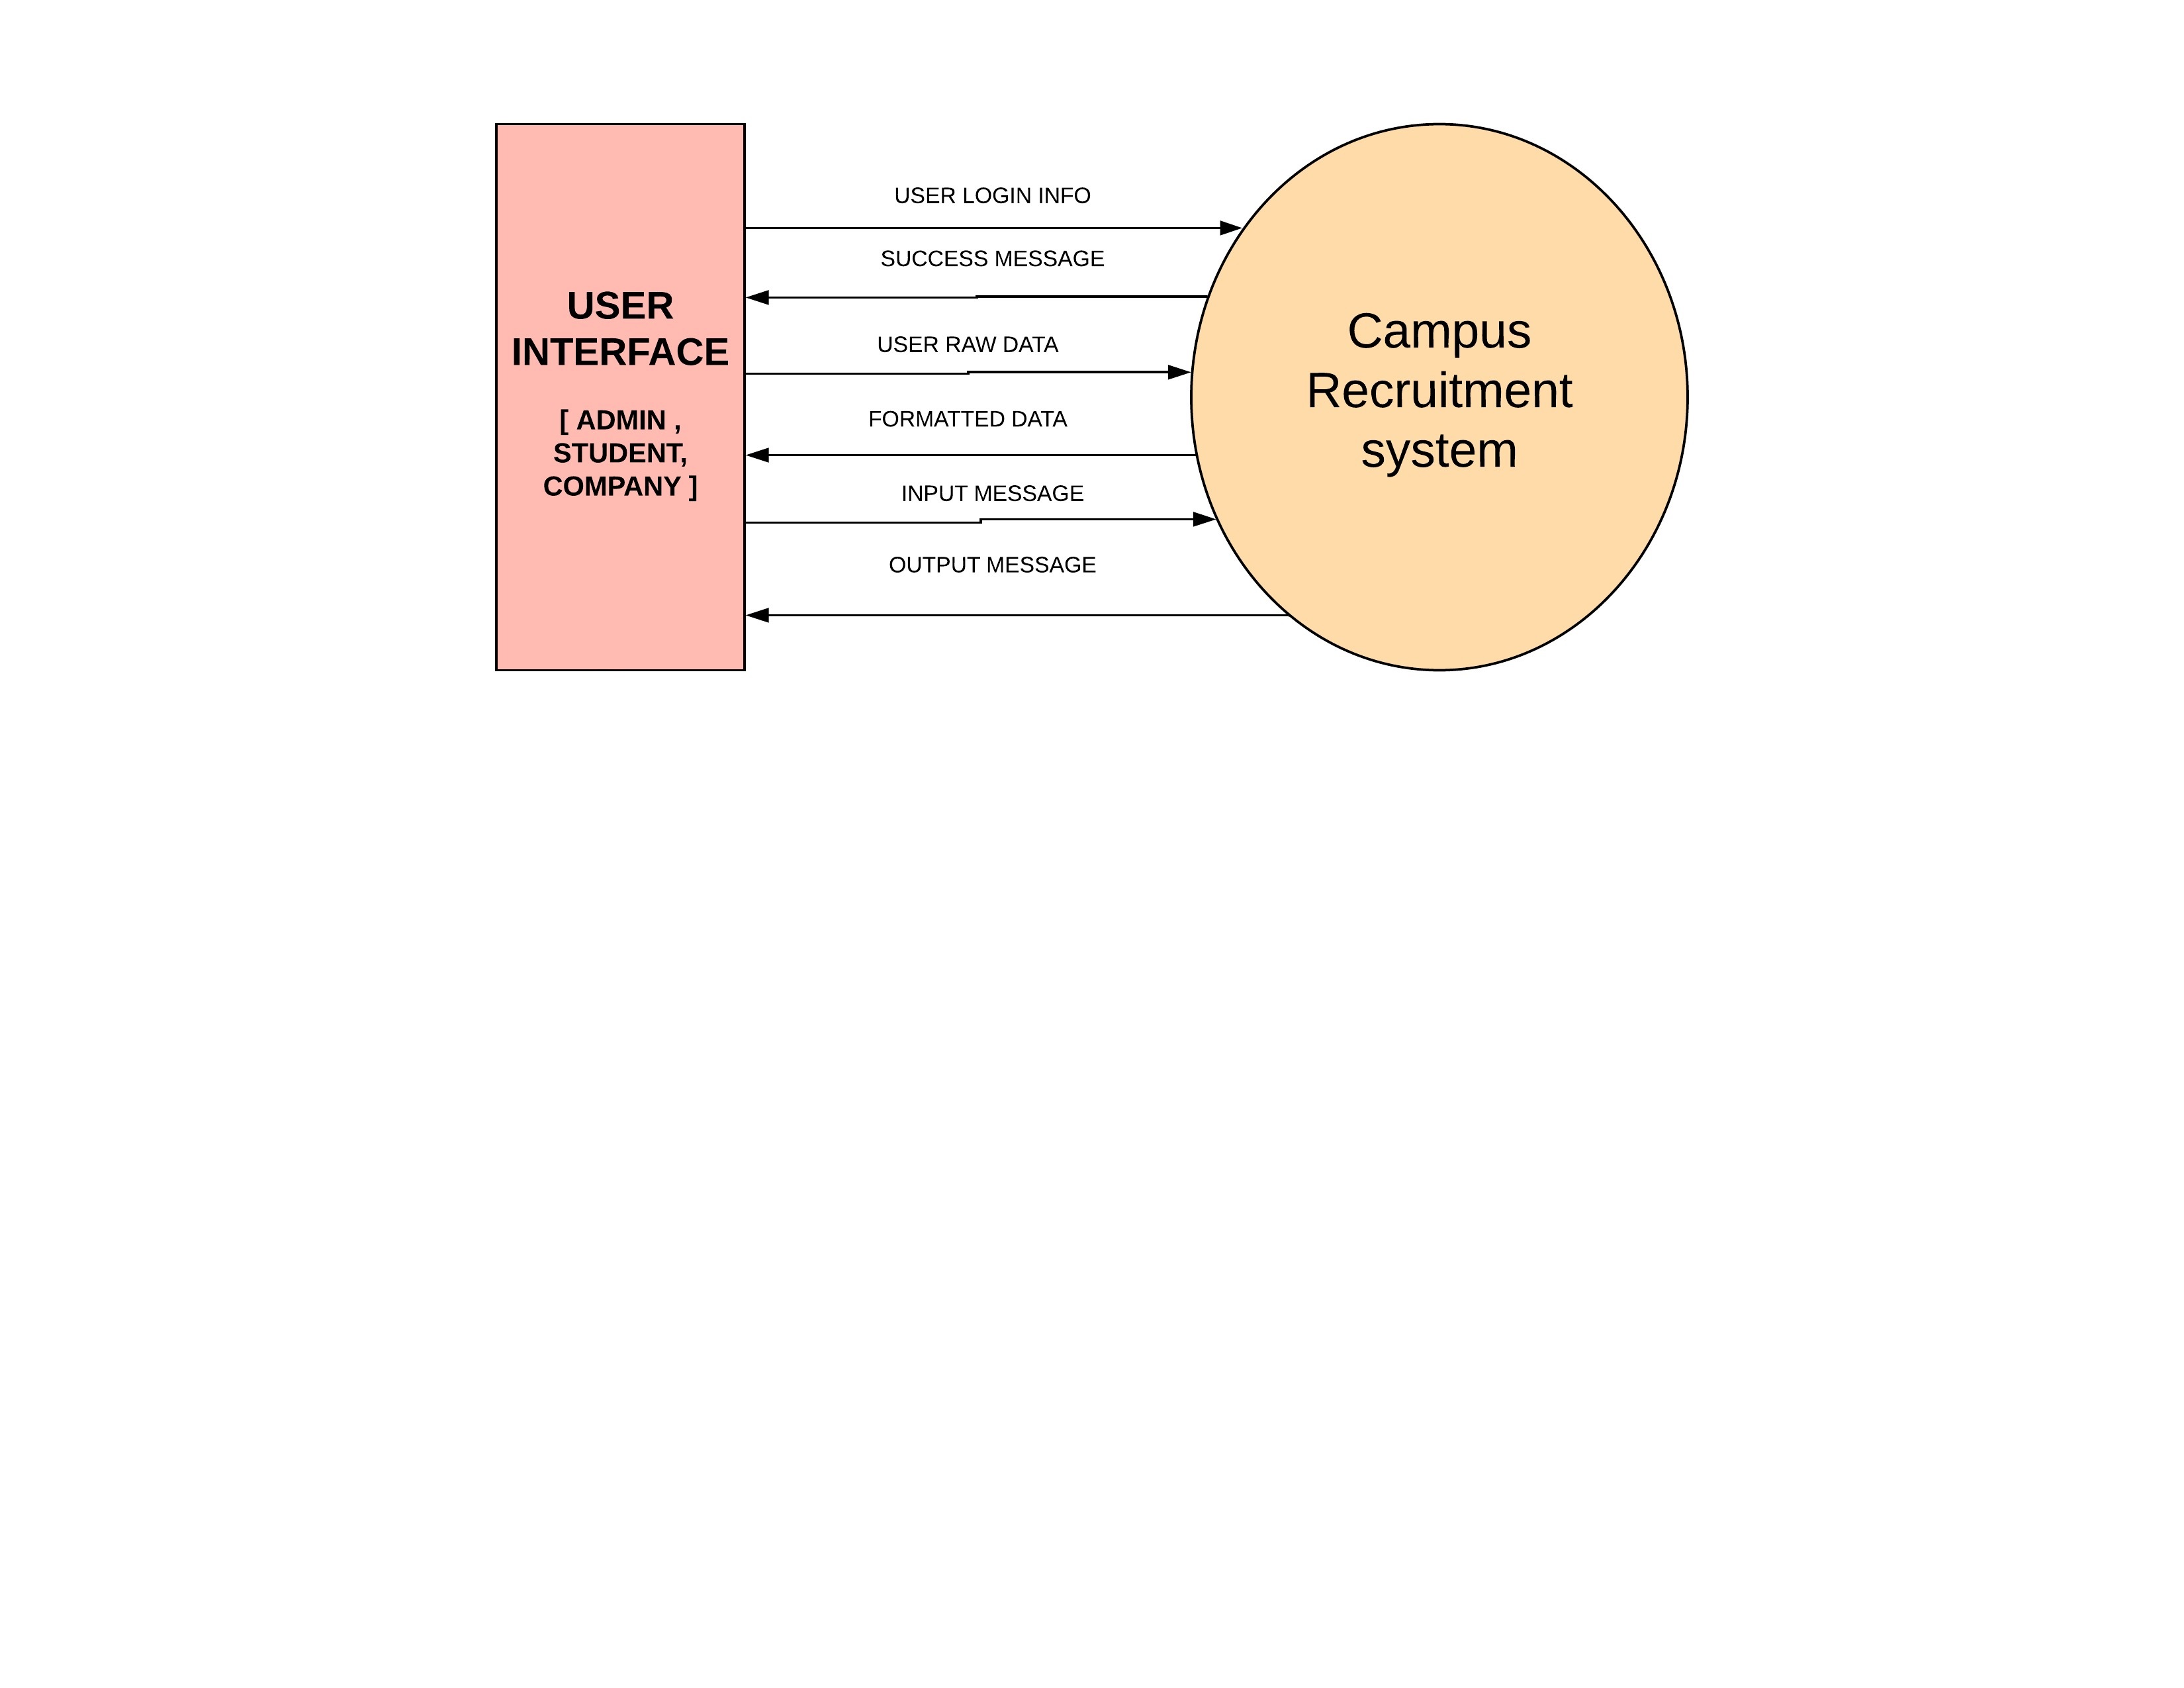 USER
INTERFACE
[ ADMIN ,
STUDENT,
COMPANY ]
USER LOGIN INFO
SUCCESS MESSAGE
USER RAW DATA
FORMATTED DATA
INPUT MESSAGE
OUTPUT MESSAGE
Campus
Recruitment
system